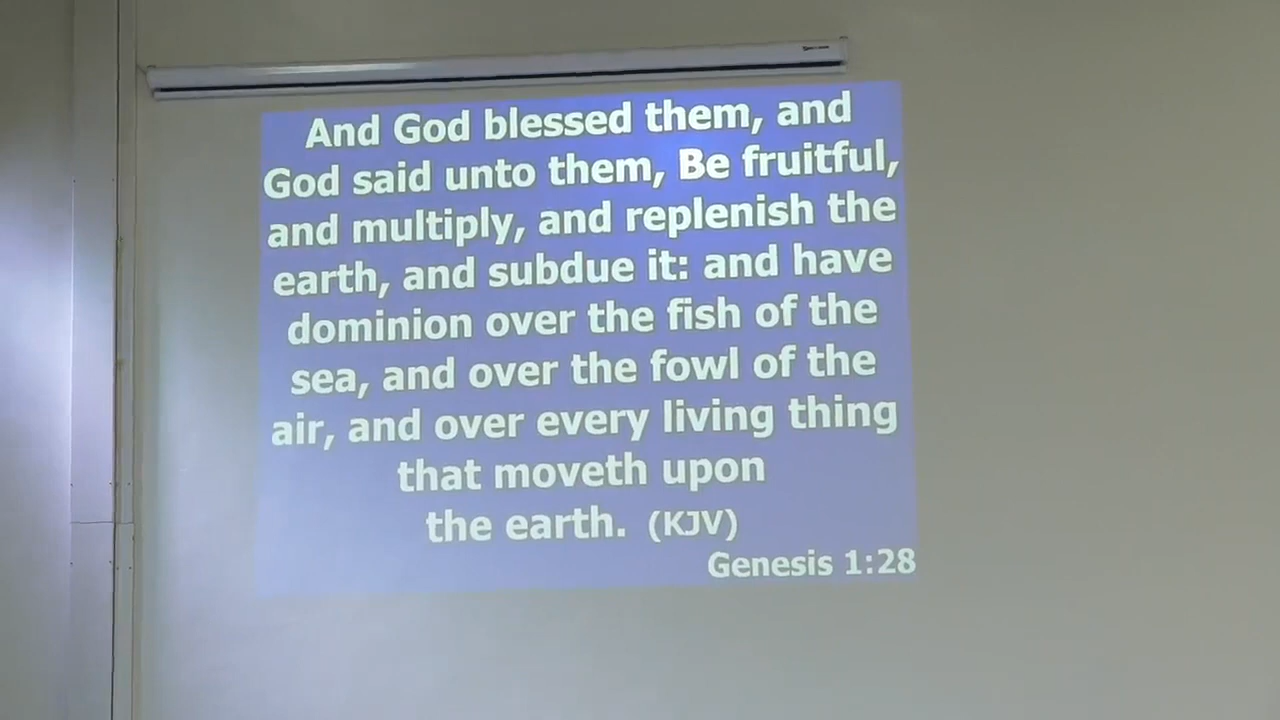 And God blessed them, and
God said unto them, Be fruitful,
and multiply, and replenish the
earth, and subdue it: and have
dominion over the fish of the
sea, and over the fowl of the
air, and over every living thing
that moveth upon
the earth. (KJV)
Genesis 1:28